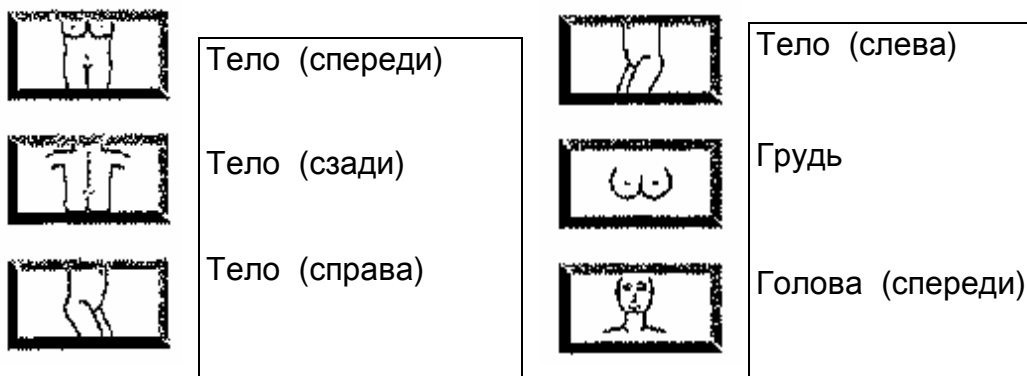 Тело (спереди)
Тело (сзади)
Тело (справа)
Тело (слева)
Грудь
Голова (спереди)